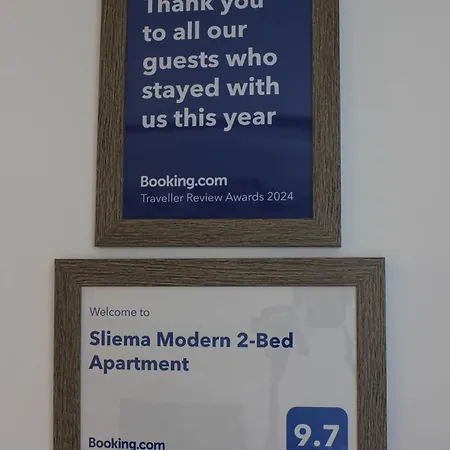 Thank you
to all our
guests who
stayed with
us this year
Booking.com
Traveller Review Awards 2024
Welcome to
Sliema Modern 2-Bed
Apartment
Booking.com
9.7